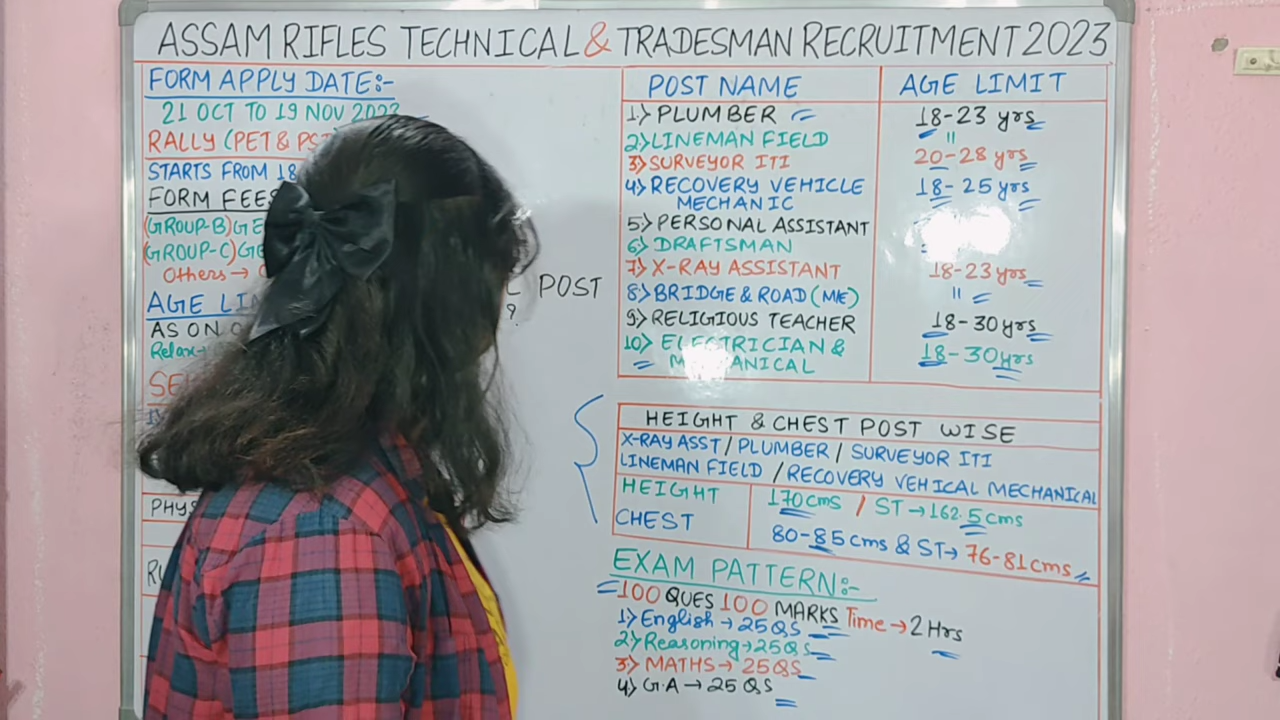 ASSAM RIFLES TECHNICAL & TRADESMAN RECRUITMENT 2023
FORM APPLY DATE:-
21 OCT TO 19 NOV 2023
RALLY (PET & PS
STARTS FROM 18
FORM FEES
(GROUP-B) GE
(GROUP-C) GE
Others →
AGE LI
AS ON
Relax→
SE
PHYS
POST
POST NAME AGE LIMIT
1> PLUMBER 18-23 yrs
2> LINEMAN FIELD "
3> SURVEYOR ITI 20-28 yrs
4> RECOVERY VEHICLE MECHANIC 18-25 yrs
5> PERSONAL ASSISTANT
6> DRAFTSMAN
7> X-RAY ASSISTANT 18-23 yrs
8> BRIDGE & ROAD (M/E) "
9> RELIGIOUS TEACHER 18-30 yrs
10> ELECTRICIAN & 18-30 yrs
MECHANICAL
HEIGHT & CHEST POST WISE
X-RAY ASST / PLUMBER / SURVEYOR ITI
LINEMAN FIELD / RECOVERY VEHICAL MECHANICAL
HEIGHT 170 cms / ST → 162.5 cms
CHEST 80-85 cms & ST→ 76-81 cms
EXAM PATTERN:-
100 QUES 100 MARKS Time → 2 Hrs
1> English → 25 QS
2> Reasoning → 25 QS
3> MATHS → 25 QS
4> G.A → 25 QS